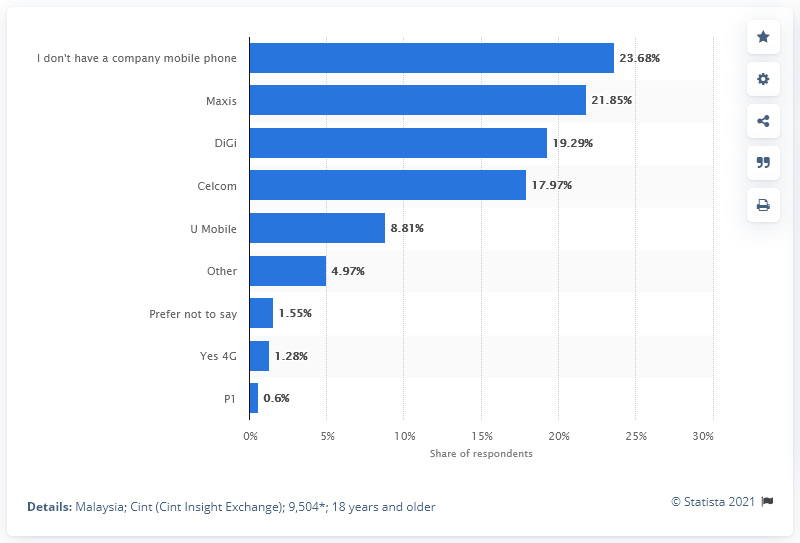 I don't have a company mobile phone 23.68%
Maxis 21.85%
DiGi 19.29%
Celcom 17.97%
U Mobile 8.81%
Other 4.97%
Prefer not to say 1.55%
Yes 4G 1.28%
P1 0.6%
0% 5% 10% 15% 20% 25% 30%
Share of respondents
© Statista 2021
Details: Malaysia; Cint (Cint Insight Exchange); 9,504*; 18 years and older